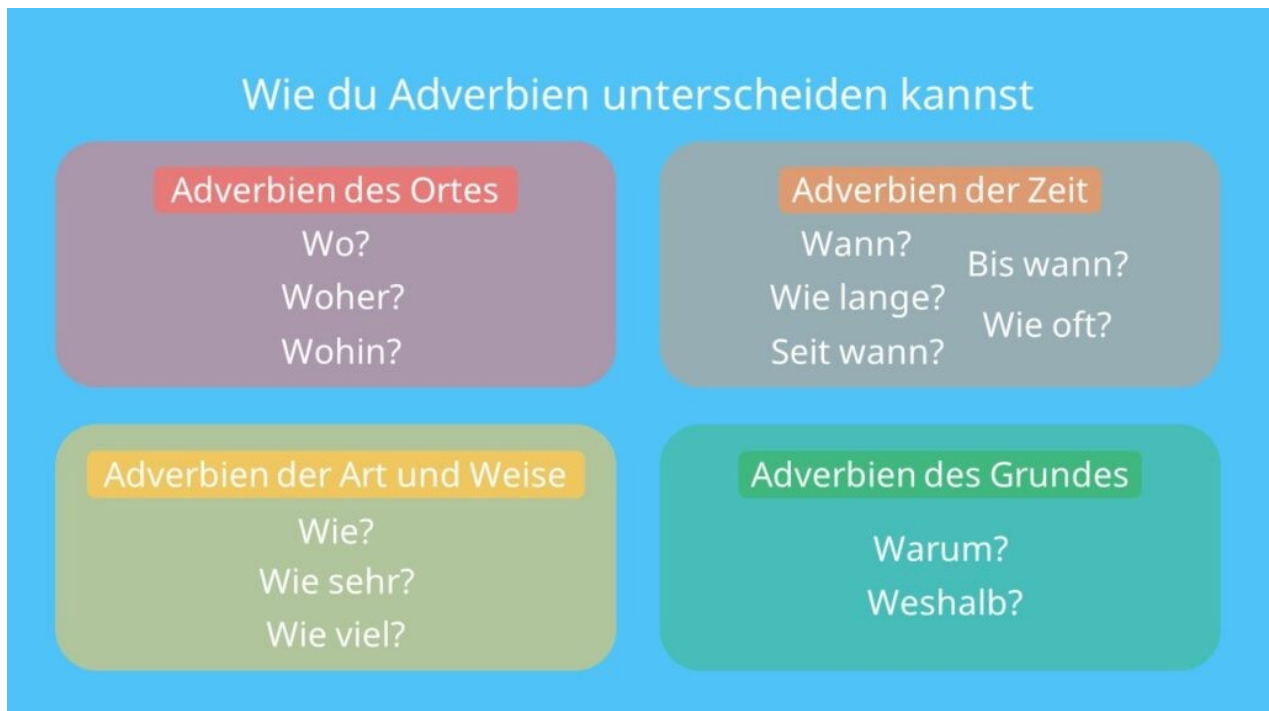 Wie du Adverbien unterscheiden kannst
Adverbien des Ortes
Wo?
Woher?
Wohin?
Adverbien der Zeit
Wann?
Wie lange?
Seit wann?
Bis wann?
Wie oft?
Adverbien der Art und Weise
Wie?
Wie sehr?
Wie viel?
Adverbien des Grundes
Warum?
Weshalb?